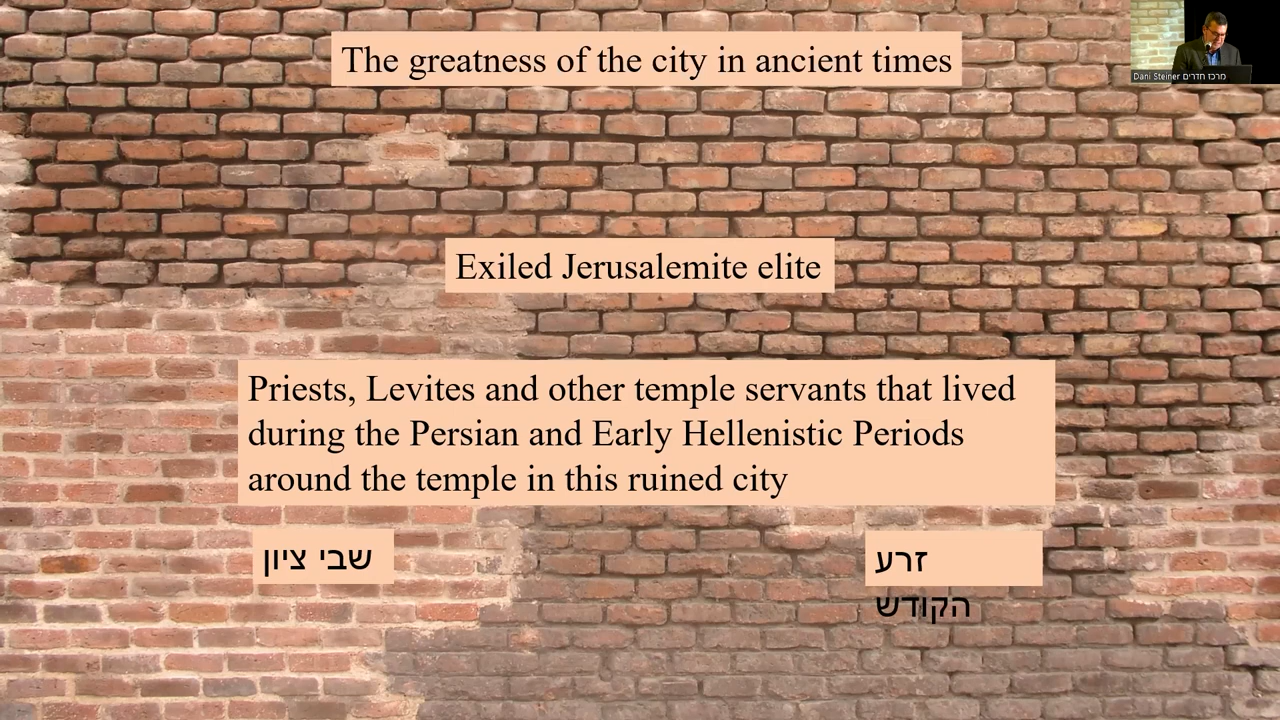 The greatness of the city in ancient times
Dani Steiner מרכז חדרים
Exiled Jerusalemite elite
Priests, Levites and other temple servants that lived
during the Persian and Early Hellenistic Periods
around the temple in this ruined city
שבי ציון
זרע
הקודש